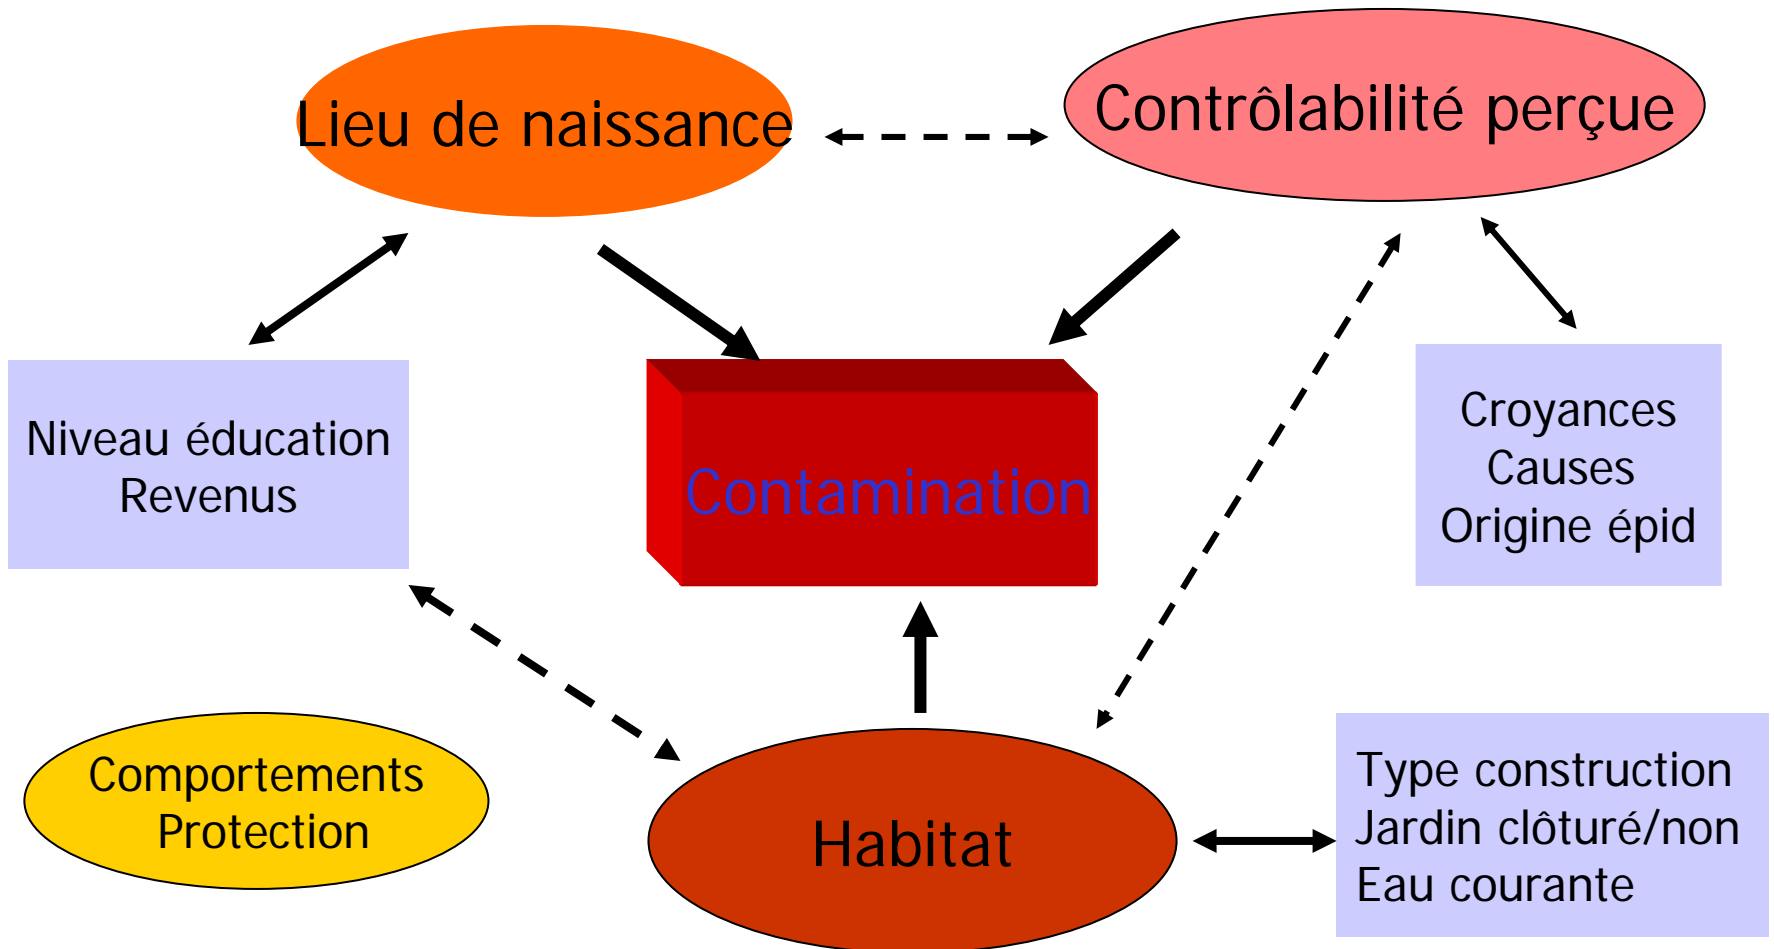 Lieu de naissance
Contrôlabilité perçue
Niveau éducation
Revenus
Contamination
Croyances
Causes
Origine épid
Comportements
Protection
Habitat
Type construction
Jardin clôturé/non
Eau courante